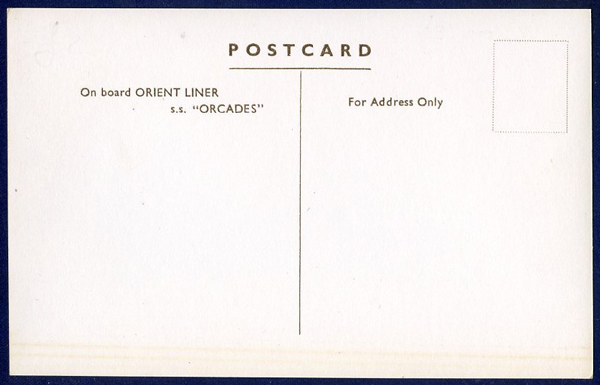 POSTCARD
On board ORIENT LINER
s.s. "ORCADES"
For Address Only